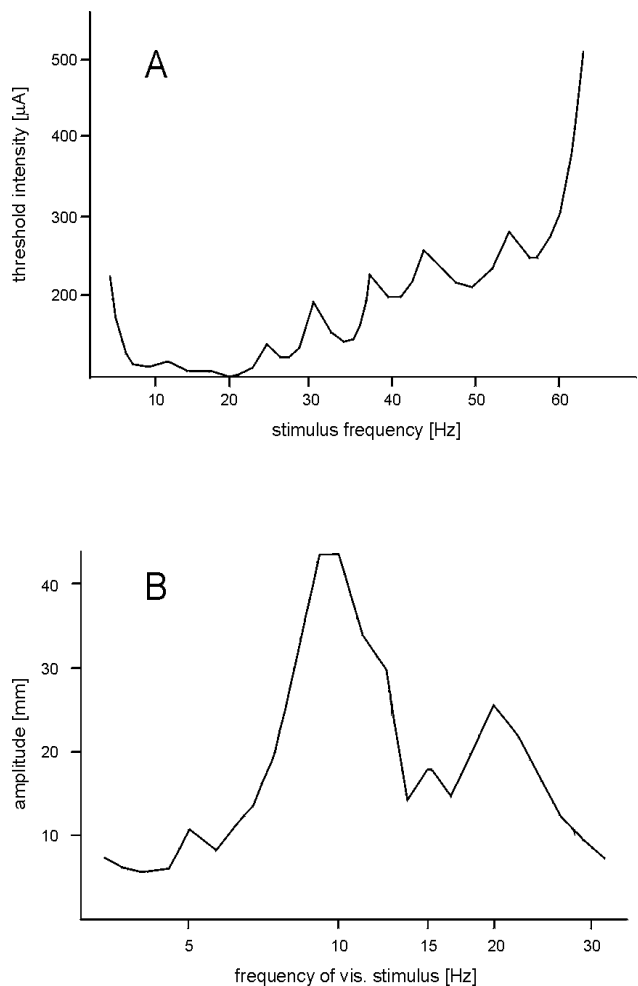 A
threshold intensity [µA]
500
400
300
200
10 20 30 40 50 60
stimulus frequency [Hz]
B
amplitude [mm]
40
30
20
10
5 10 15 20 30
frequency of vis. stimulus [Hz]